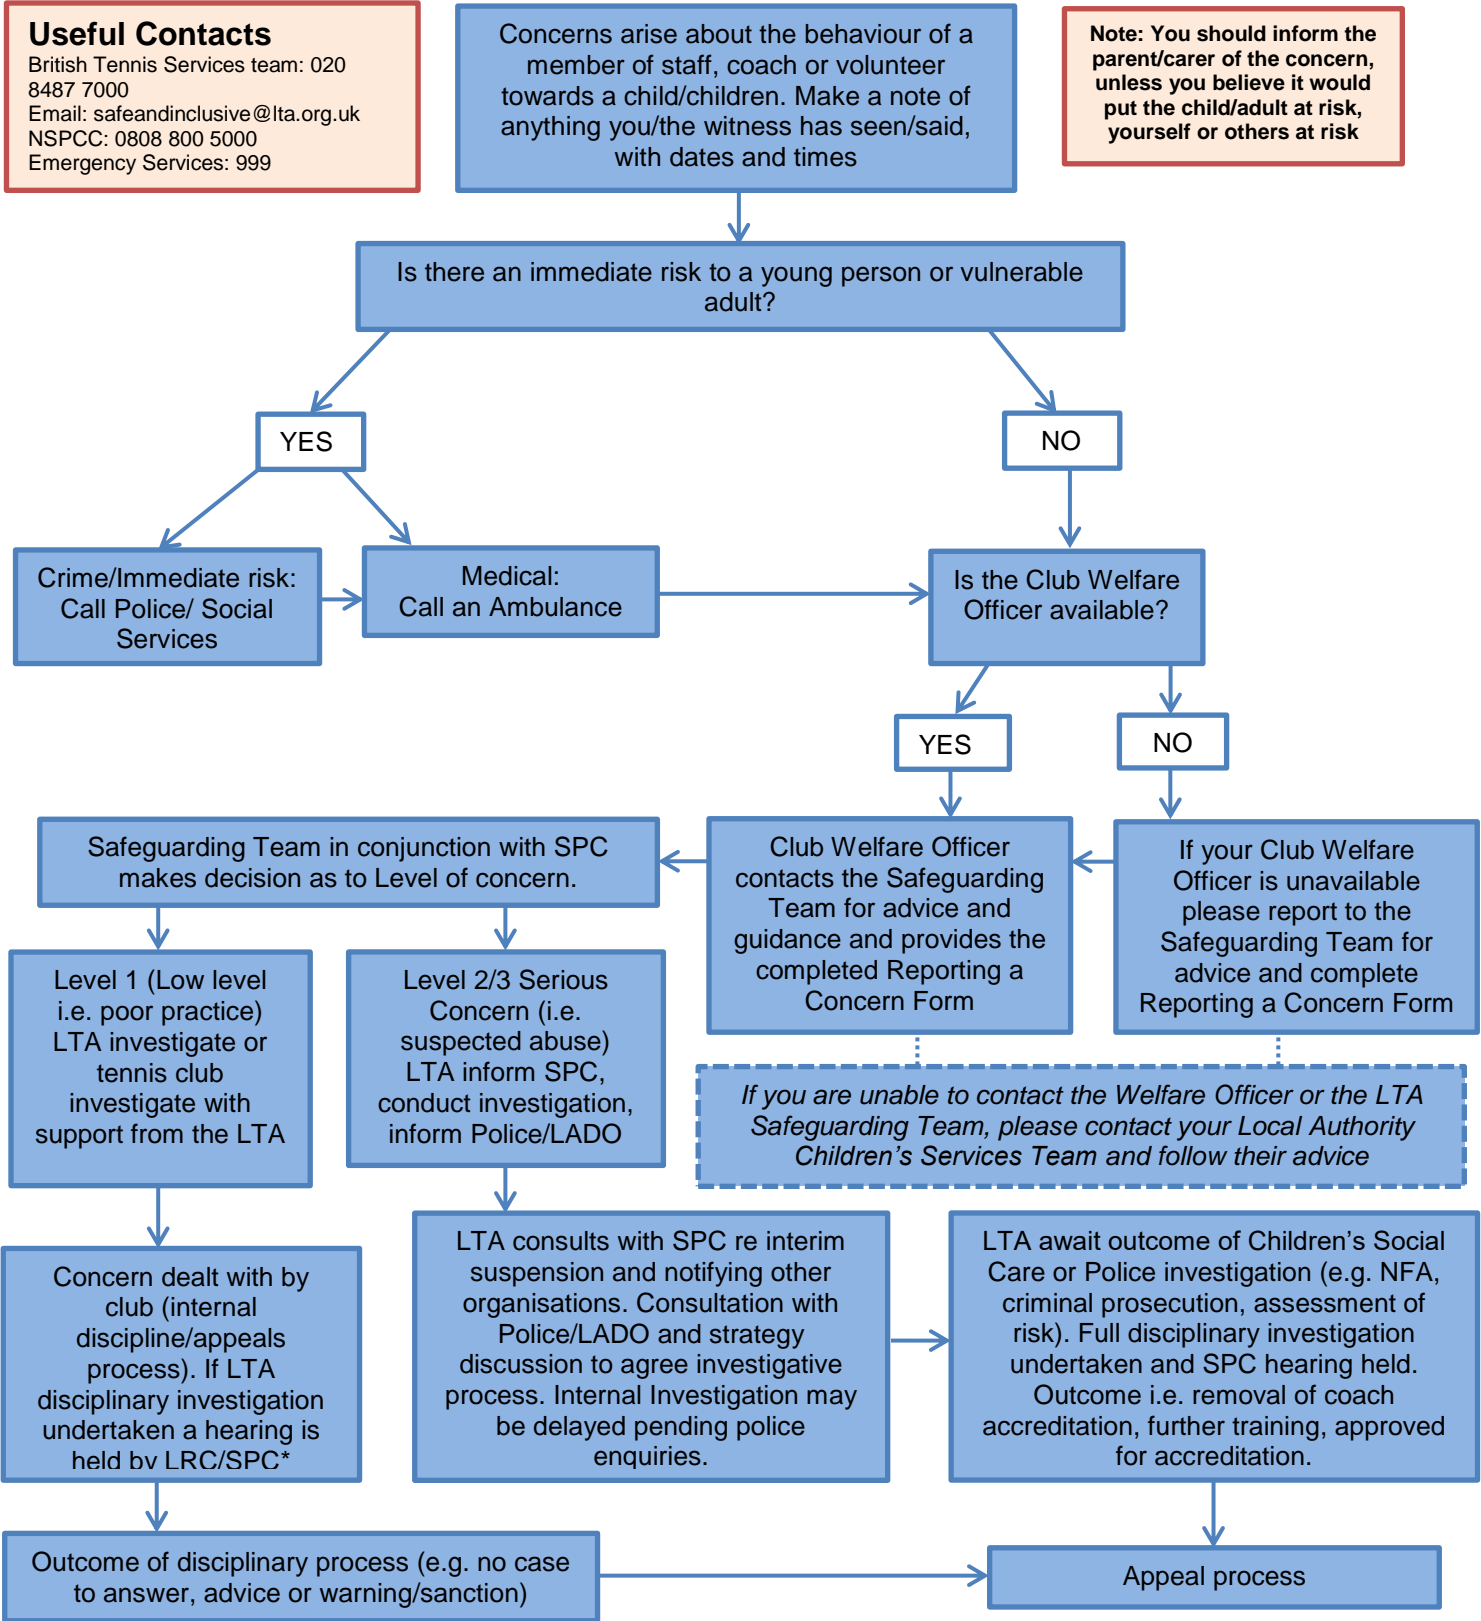 Useful Contacts
British Tennis Services team: 020
8487 7000
Email: safeandinclusive@lta.org.uk
NSPCC: 0808 800 5000
Emergency Services: 999
Concerns arise about the behaviour of a
member of staff, coach or volunteer
towards a child/children. Make a note of
anything you/the witness has seen/said,
with dates and times
Note: You should inform the
parent/carer of the concern,
unless you believe it would
put the child/adult at risk,
yourself or others at risk
Is there an immediate risk to a young person or vulnerable
adult?
YES
NO
Crime/Immediate risk:
Call Police/ Social
Services
Medical:
Call an Ambulance
Is the Club Welfare
Officer available?
YES
NO
Safeguarding Team in conjunction with SPC
makes decision as to Level of concern.
Club Welfare Officer
contacts the Safeguarding
Team for advice and
guidance and provides the
completed Reporting a
Concern Form
If your Club Welfare
Officer is unavailable
please report to the
Safeguarding Team for
advice and complete
Reporting a Concern Form
Level 1 (Low level
i.e. poor practice)
LTA investigate or
tennis club
investigate with
support from the LTA
Level 2/3 Serious
Concern (i.e.
suspected abuse)
LTA inform SPC,
conduct investigation,
inform Police/LADO
If you are unable to contact the Welfare Officer or the LTA
Safeguarding Team, please contact your Local Authority
Children’s Services Team and follow their advice
Concern dealt with by
club (internal
discipline/appeals
process). If LTA
disciplinary investigation
undertaken a hearing is
held by LRC/SPC*
LTA consults with SPC re interim
suspension and notifying other
organisations. Consultation with
Police/LADO and strategy
discussion to agree investigative
process. Internal Investigation may
be delayed pending police
enquiries.
LTA await outcome of Children’s Social
Care or Police investigation (e.g. NFA,
criminal prosecution, assessment of
risk). Full disciplinary investigation
undertaken and SPC hearing held.
Outcome i.e. removal of coach
accreditation, further training, approved
for accreditation.
Outcome of disciplinary process (e.g. no case
to answer, advice or warning/sanction)
Appeal process